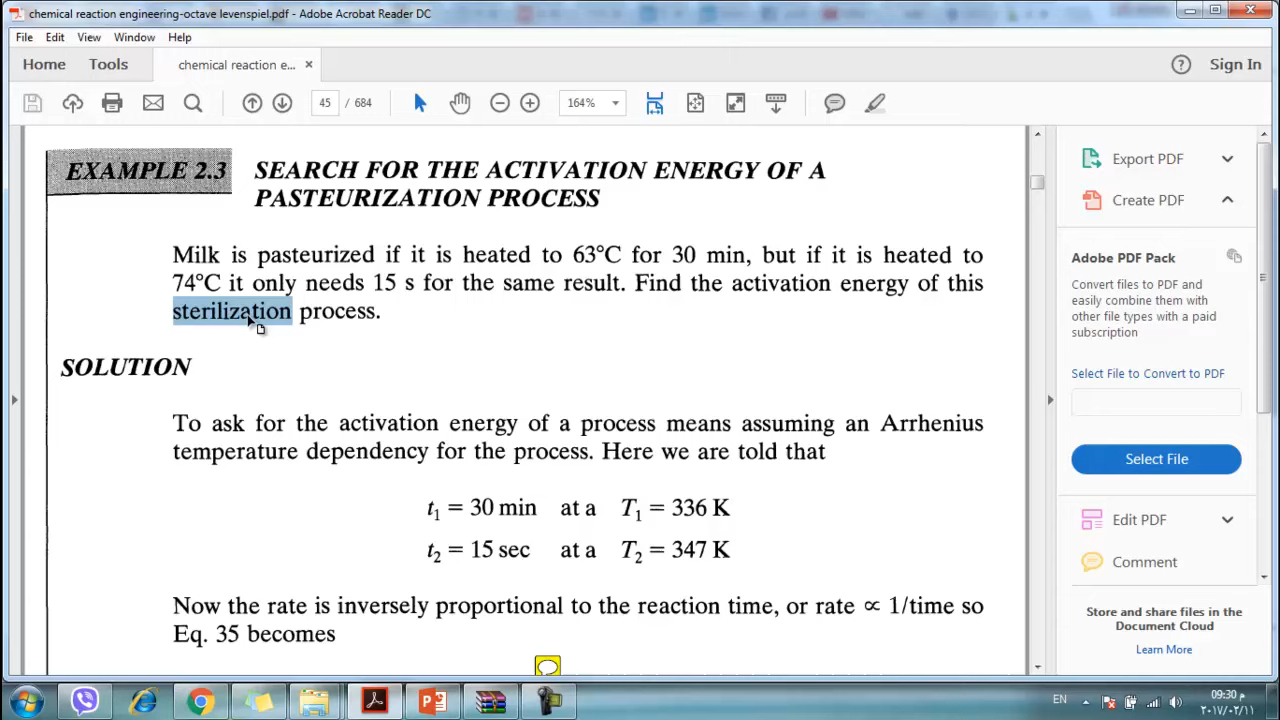 chemical reaction engineering-octave levenspiel.pdf - Adobe Acrobat Reader DC
File Edit View Window Help
Home Tools chemical reaction e... × Sign In
45 / 684 164%
EXAMPLE 2.3 SEARCH FOR THE ACTIVATION ENERGY OF A
PASTEURIZATION PROCESS
Milk is pasteurized if it is heated to 63°C for 30 min, but if it is heated to
74°C it only needs 15 s for the same result. Find the activation energy of this
sterilization process.
SOLUTION
To ask for the activation energy of a process means assuming an Arrhenius
temperature dependency for the process. Here we are told that
t₁ = 30 min at a T₁ = 336 K
t₂ = 15 sec at a T₂ = 347 K
Now the rate is inversely proportional to the reaction time, or rate ∝ 1/time so
Eq. 35 becomes
Export PDF
Create PDF
Adobe PDF Pack
Convert files to PDF and
easily combine them with
other file types with a paid
subscription
Select File to Convert to PDF
Select File
Edit PDF
Comment
Store and share files in the
Document Cloud
Learn More
EN
09:30 م
٢٠١٧/٠٢/١١